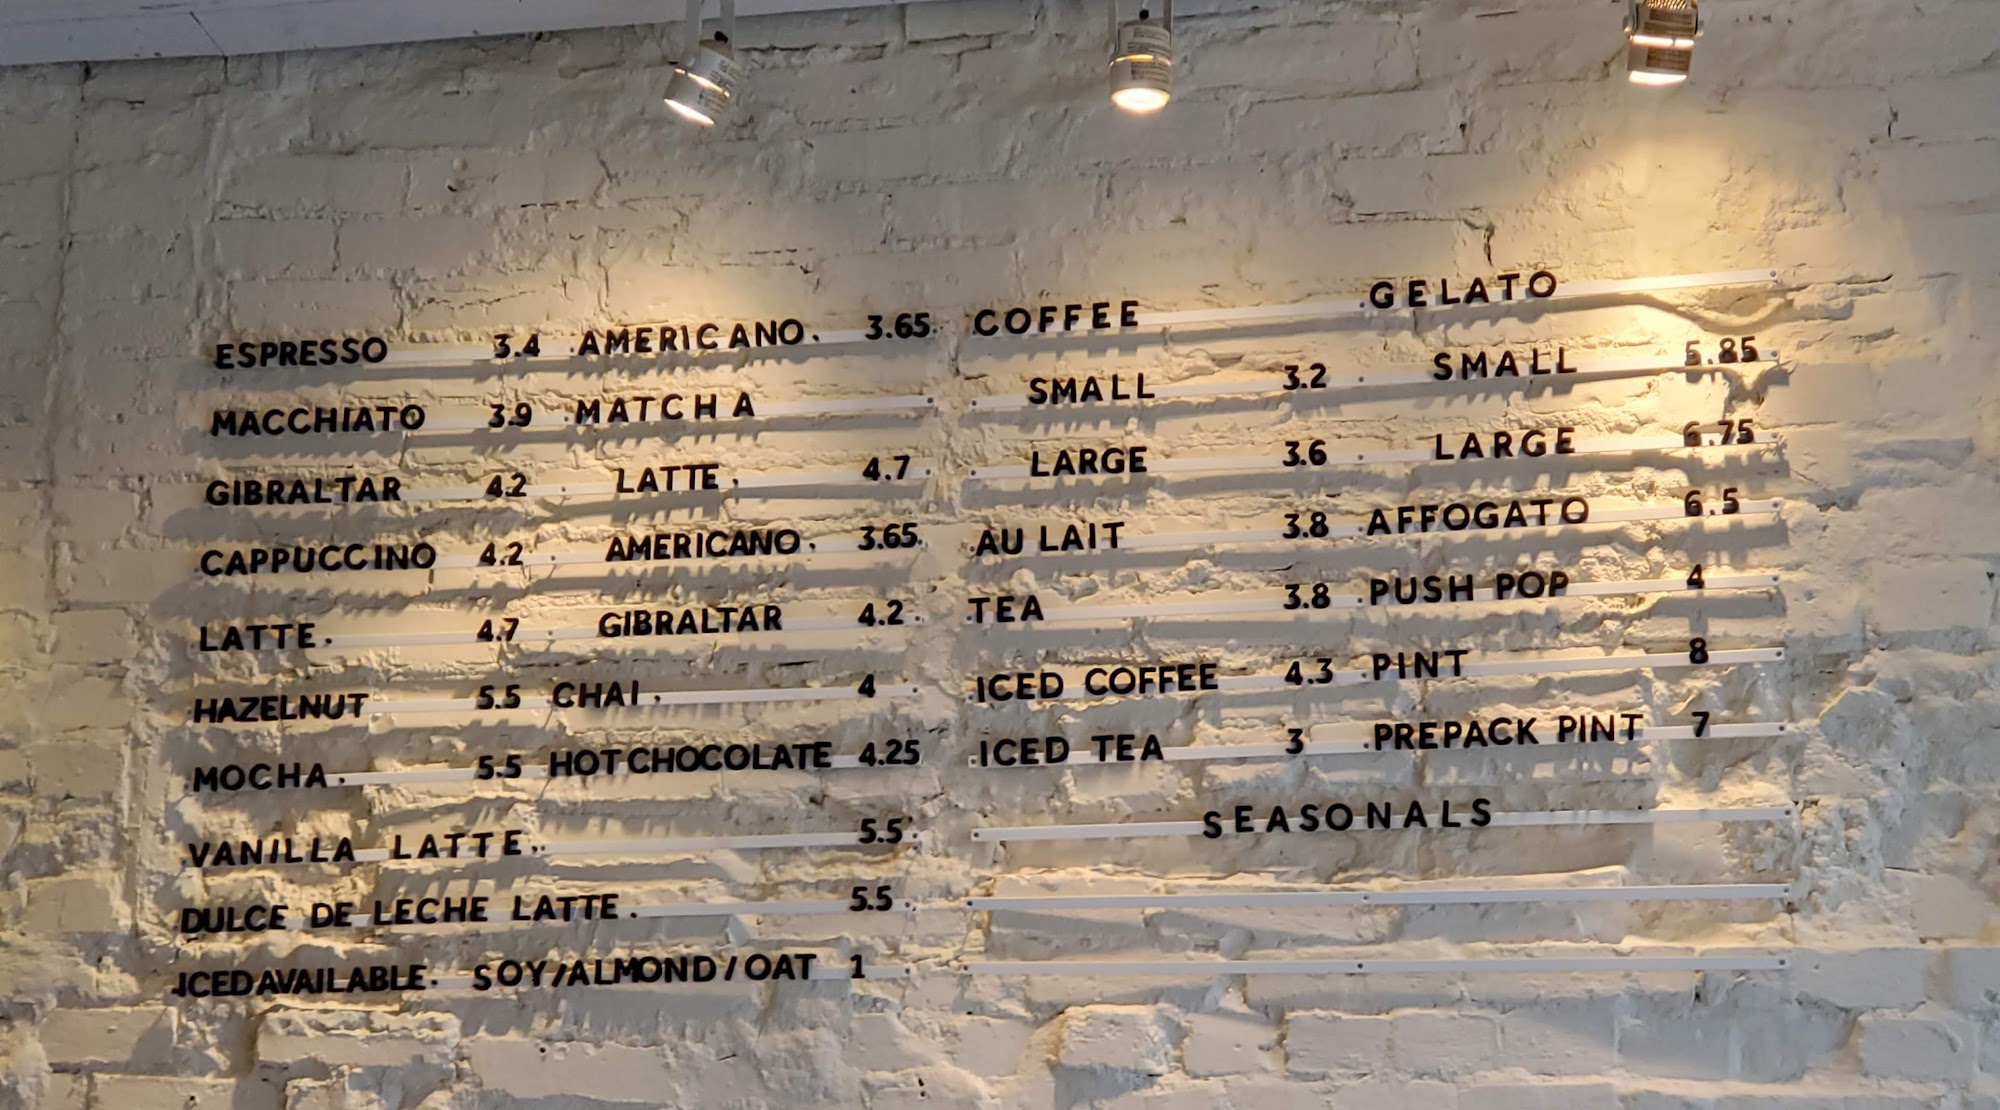 ESPRESSO 3.4
MACCHIATO 3.9
GIBRALTAR 4.2
CAPPUCCINO 4.2
LATTE. 4.7
HAZELNUT 5.5
MOCHA. 5.5
AMERICANO. 3.65
MATCHA
LATTE. 4.7
AMERICANO. 3.65
GIBRALTAR 4.2
CHAI. 4
HOT CHOCOLATE 4.25
VANILLA LATTE.. 5.5
DULCE DE LECHE LATTE. 5.5
ICED AVAILABLE. SOY/ALMOND/OAT 1
COFFEE
SMALL 3.2
LARGE 3.6
AU LAIT 3.8
TEA 3.8
ICED COFFEE 4.3
ICED TEA 3
GELATO
SMALL 5.85
LARGE 6.75
AFFOGATO 6.5
PUSH POP 4
PINT 8
PREPACK PINT 7
SEASONALS